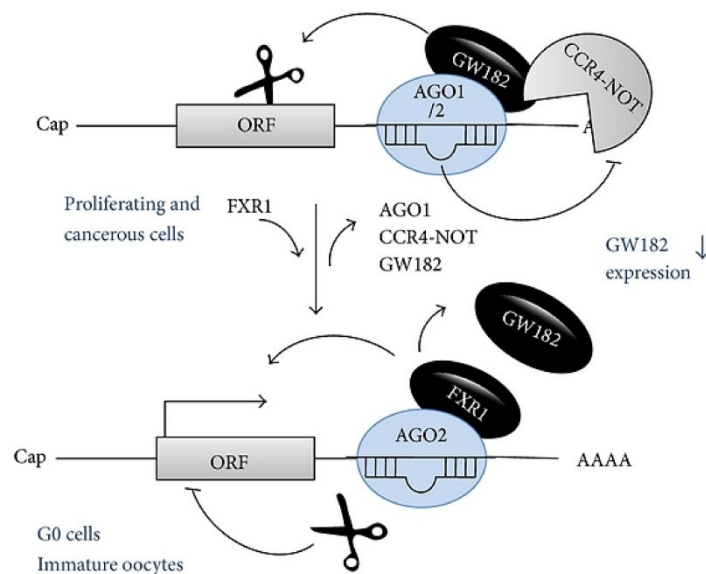 GW182
CCR4-NOT
AGO1
/2
Cap
ORF
A
Proliferating and
cancerous cells
FXR1
AGO1
CCR4-NOT
GW182
GW182
expression
GW182
FXR1
AGO2
Cap
ORF
AAAA
G0 cells
Immature oocytes